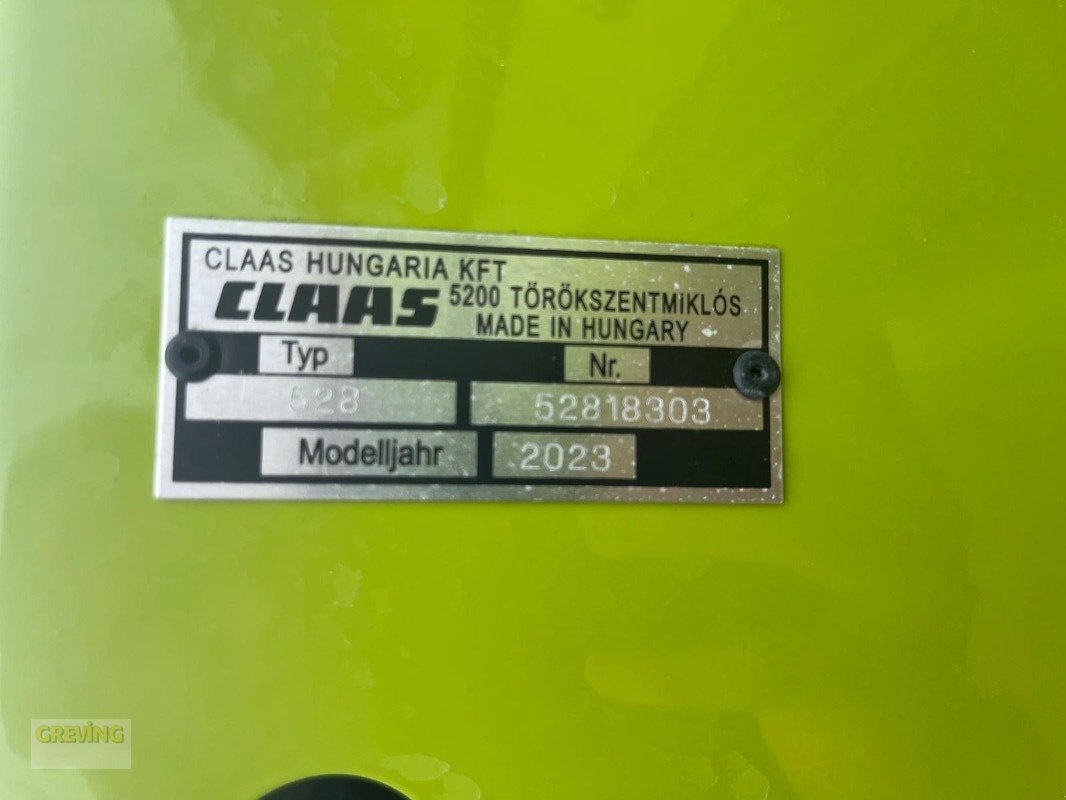 CLAAS HUNGARIA KFT
CLAAS 5200 TÖRÖKSZENTMIKLÓS
MADE IN HUNGARY
Typ Nr.
528 52818303
Modelljahr 2023
GREVING